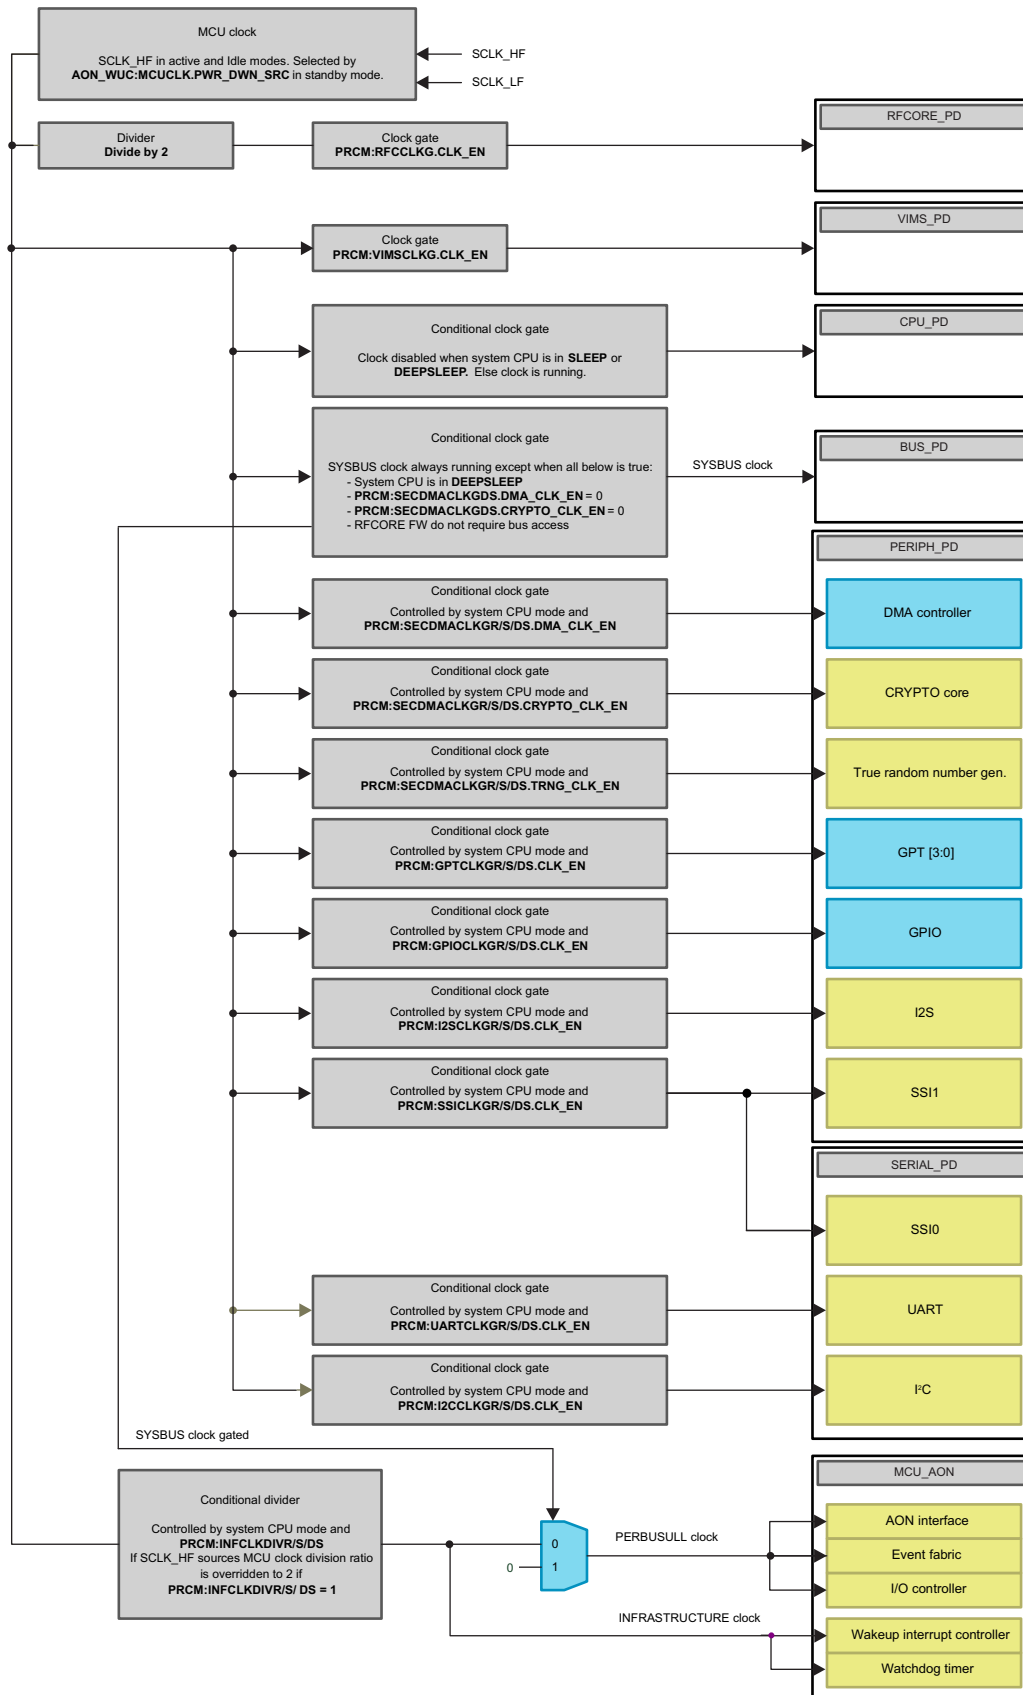 MCU clock
SCLK_HF in active and Idle modes. Selected by
AON_WUC:MCUCLK.PWR_DWN_SRC in standby mode.
SCLK_HF
SCLK_LF
Divider
Divide by 2
Clock gate
PRCM:RFCCLKG.CLK_EN
RFCORE_PD
Clock gate
PRCM:VIMSCLKG.CLK_EN
VIMS_PD
Conditional clock gate
Clock disabled when system CPU is in SLEEP or
DEEPSLEEP. Else clock is running.
CPU_PD
Conditional clock gate
SYSBUS clock always running except when all below is true:
- System CPU is in DEEPSLEEP
- PRCM:SECDMACLKGDS.DMA_CLK_EN = 0
- PRCM:SECDMACLKGDS.CRYPTO_CLK_EN = 0
- RFCORE FW do not require bus access
SYSBUS clock
BUS_PD
PERIPH_PD
Conditional clock gate
Controlled by system CPU mode and
PRCM:SECDMACLKGR/S/DS.DMA_CLK_EN
DMA controller
Conditional clock gate
Controlled by system CPU mode and
PRCM:SECDMACLKGR/S/DS.CRYPTO_CLK_EN
CRYPTO core
Conditional clock gate
Controlled by system CPU mode and
PRCM:SECDMACLKGR/S/DS.TRNG_CLK_EN
True random number gen.
Conditional clock gate
Controlled by system CPU mode and
PRCM:GPTCLKGR/S/DS.CLK_EN
GPT [3:0]
Conditional clock gate
Controlled by system CPU mode and
PRCM:GPIOCLKGR/S/DS.CLK_EN
GPIO
Conditional clock gate
Controlled by system CPU mode and
PRCM:I2SCLKGR/S/DS.CLK_EN
I2S
Conditional clock gate
Controlled by system CPU mode and
PRCM:SSICLKGR/S/DS.CLK_EN
SSI1
SERIAL_PD
SSI0
Conditional clock gate
Controlled by system CPU mode and
PRCM:UARTCLKGR/S/DS.CLK_EN
UART
Conditional clock gate
Controlled by system CPU mode and
PRCM:I2CCLKGR/S/DS.CLK_EN
I²C
SYSBUS clock gated
MCU_AON
Conditional divider
Controlled by system CPU mode and
PRCM:INFCLKDIVR/S/DS
If SCLK_HF sources MCU clock division ratio
is overridden to 2 if
PRCM:INFCLKDIVR/S/ DS = 1
0
0
1
PERBUSULL clock
AON interface
Event fabric
I/O controller
INFRASTRUCTURE clock
Wakeup interrupt controller
Watchdog timer